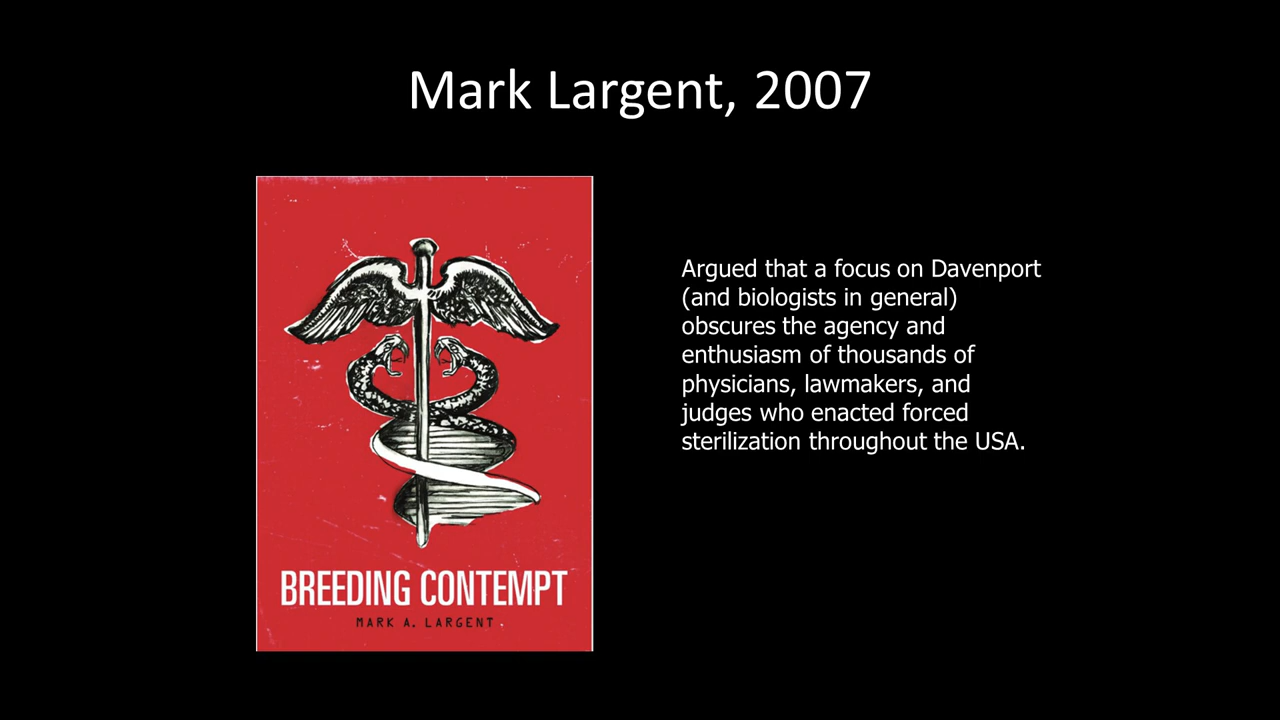 Mark Largent, 2007
Argued that a focus on Davenport
(and biologists in general)
obscures the agency and
enthusiasm of thousands of
physicians, lawmakers, and
judges who enacted forced
sterilization throughout the USA.
BREEDING CONTEMPT
MARK A. LARGENT